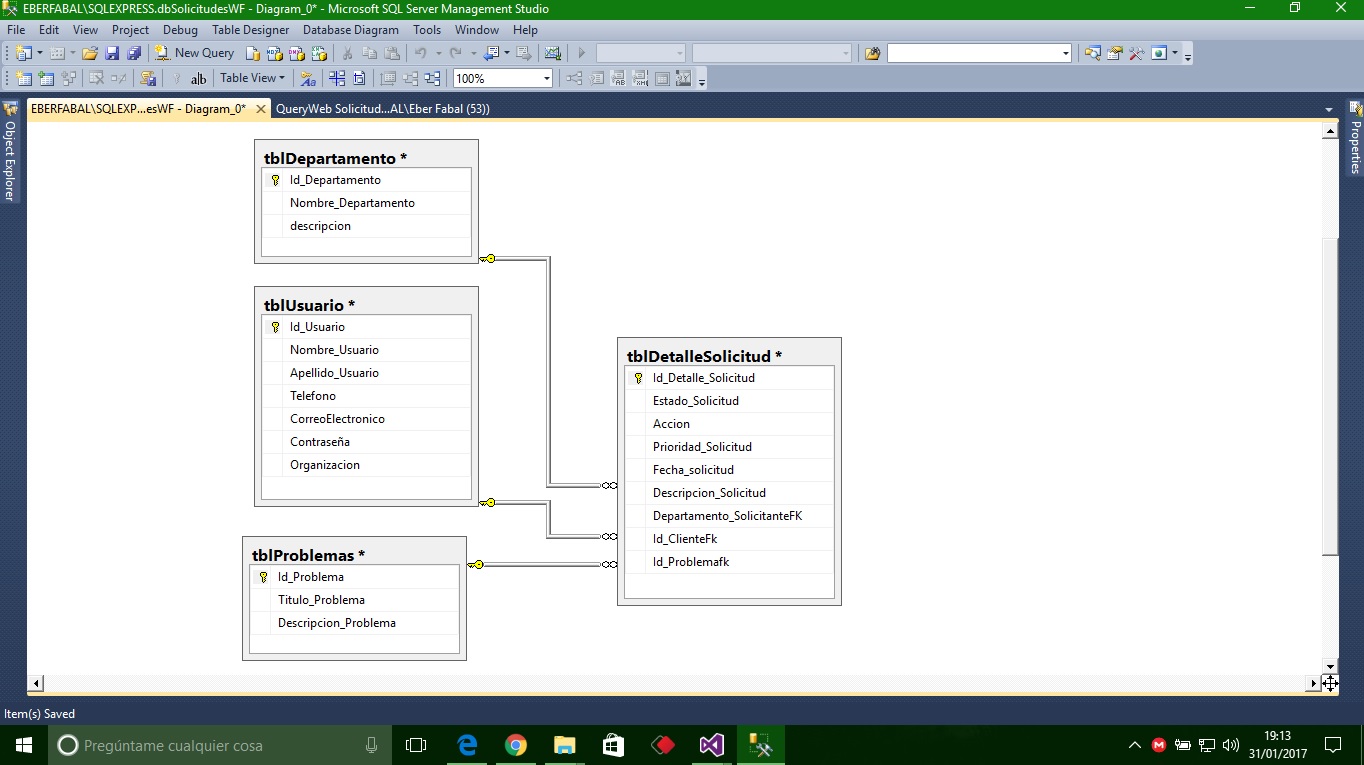 EBERFABAL\SQLEXPRESS.dbSolicitudesWF - Diagram_0* - Microsoft SQL Server Management Studio
File Edit View Project Debug Table Designer Database Diagram Tools Window Help
New Query
Table View 100%
EBERFABAL\SQLEXP...esWF - Diagram_0* QueryWeb Solicitud...AL\Eber Fabal (53))
Object Explorer
Properties
tblDepartamento *
Id_Departamento
Nombre_Departamento
descripcion
tblUsuario *
Id_Usuario
Nombre_Usuario
Apellido_Usuario
Telefono
CorreoElectronico
Contraseña
Organizacion
tblProblemas *
Id_Problema
Titulo_Problema
Descripcion_Problema
tblDetalleSolicitud *
Id_Detalle_Solicitud
Estado_Solicitud
Accion
Prioridad_Solicitud
Fecha_solicitud
Descripcion_Solicitud
Departamento_SolicitanteFK
Id_ClienteFk
Id_Problemafk
Item(s) Saved
Pregúntame cualquier cosa
19:13
31/01/2017